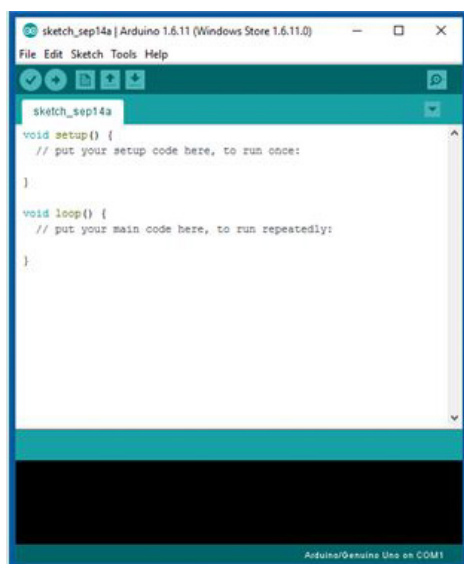 sketch_sep14a | Arduino 1.6.11 (Windows Store 1.6.11.0)
File Edit Sketch Tools Help
sketch_sep14a
void setup() {
// put your setup code here, to run once:
}
void loop() {
// put your main code here, to run repeatedly:
}
Arduino/Genuino Uno on COM1